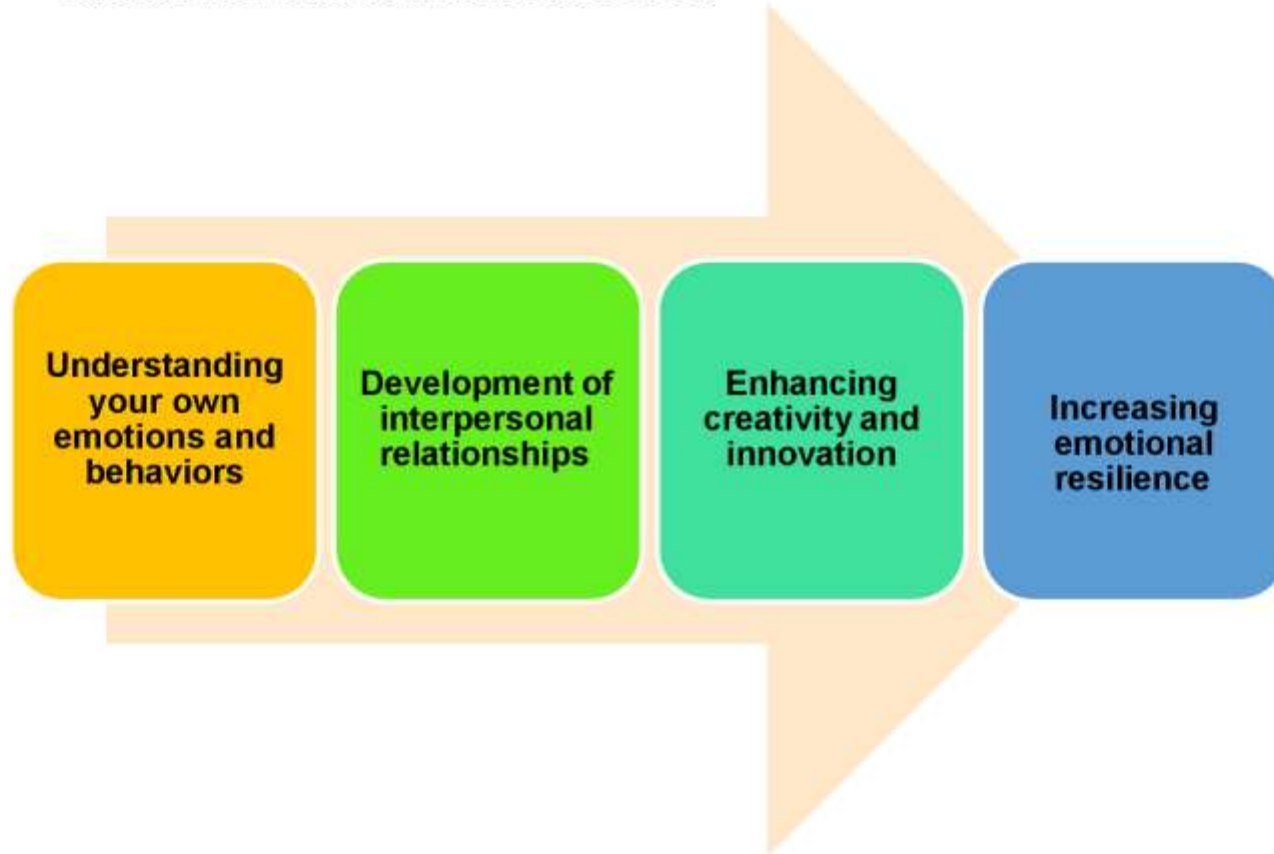 Understanding
your own
emotions and
behaviors
Development of
interpersonal
relationships
Enhancing
creativity and
innovation
Increasing
emotional
resilience